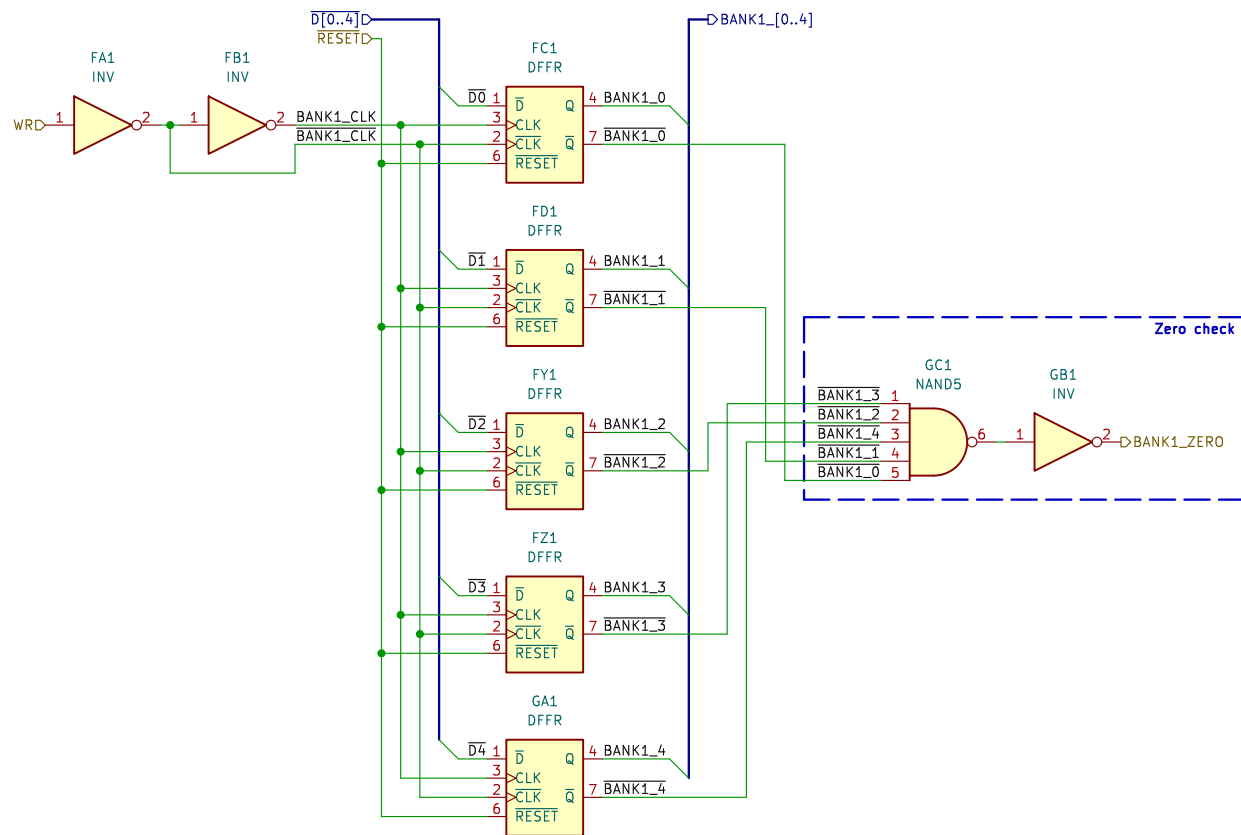 D[0..4]
RESET
BANK1_[0..4]
FA1
INV
FB1
INV
WR
1
2
1
2
BANK1_CLK
BANK1_CLK
FC1
DFFR
D0 1 D Q 4 BANK1_0
3 CLK
2 CLK Q 7 BANK1_0
6 RESET
FD1
DFFR
D1 1 D Q 4 BANK1_1
3 CLK
2 CLK Q 7 BANK1_1
6 RESET
FY1
DFFR
D2 1 D Q 4 BANK1_2
3 CLK
2 CLK Q 7 BANK1_2
6 RESET
FZ1
DFFR
D3 1 D Q 4 BANK1_3
3 CLK
2 CLK Q 7 BANK1_3
6 RESET
GA1
DFFR
D4 1 D Q 4 BANK1_4
3 CLK
2 CLK Q 7 BANK1_4
6 RESET
Zero check
GC1
NAND5
BANK1_3 1
BANK1_2 2
BANK1_4 3
BANK1_1 4
BANK1_0 5
6
GB1
INV
1
2
BANK1_ZERO